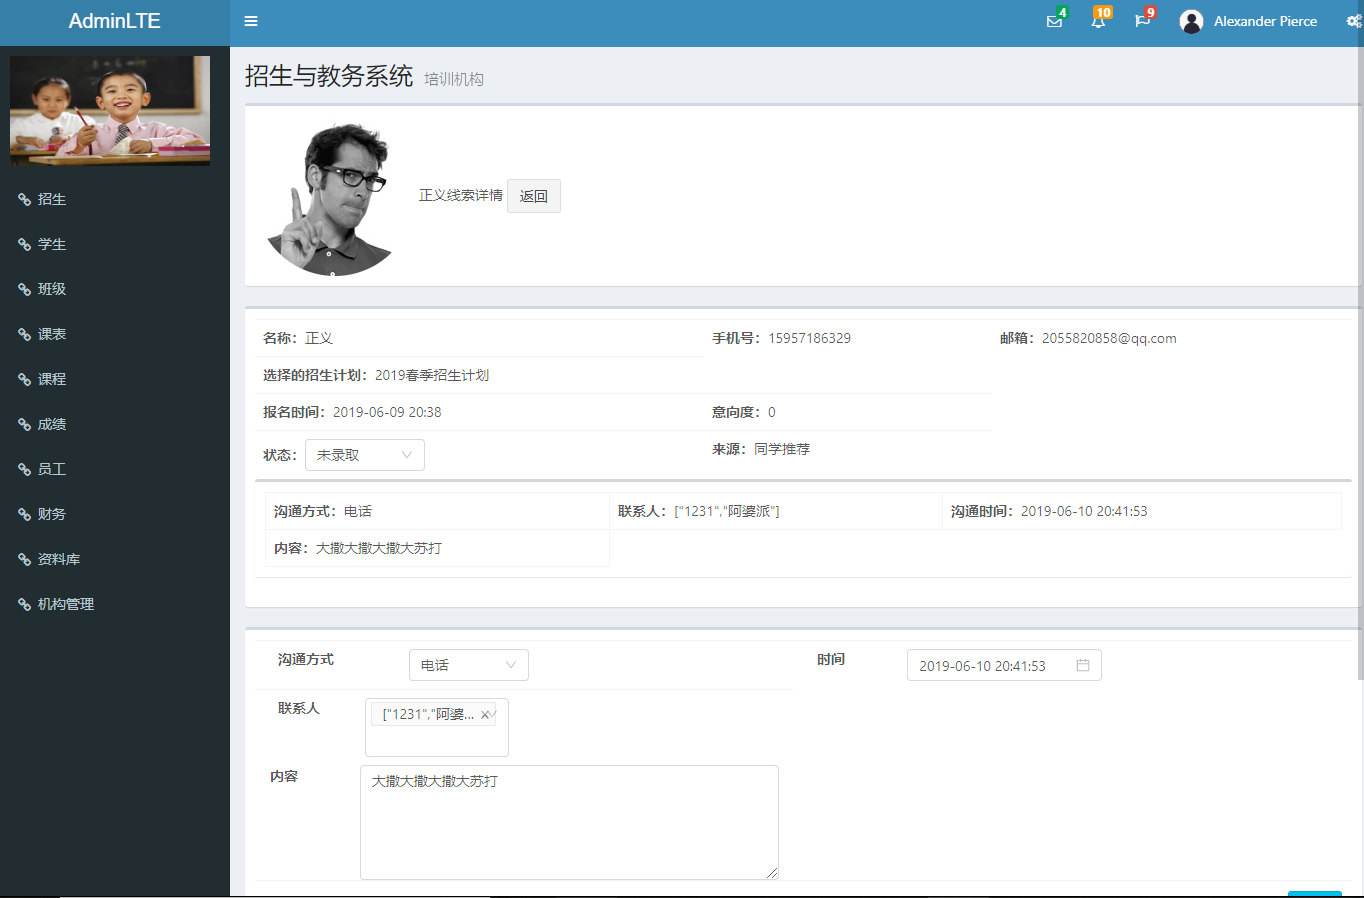 AdminLTE
4
10
9
Alexander Pierce
招生与教务系统 培训机构
招生
学生
班级
课表
课程
成绩
员工
财务
资料库
机构管理
正义线索详情 返回
名称：正义 手机号：15957186329 邮箱：2055820858@qq.com
选择的招生计划：2019春季招生计划
报名时间：2019-06-09 20:38 意向度：0
状态：未录取 来源：同学推荐
沟通方式：电话 联系人：["1231","阿婆派"] 沟通时间：2019-06-10 20:41:53
内容：大撒大撒大撒大苏打
沟通方式 电话 时间 2019-06-10 20:41:53
联系人 ["1231","阿婆...
内容 大撒大撒大撒大苏打